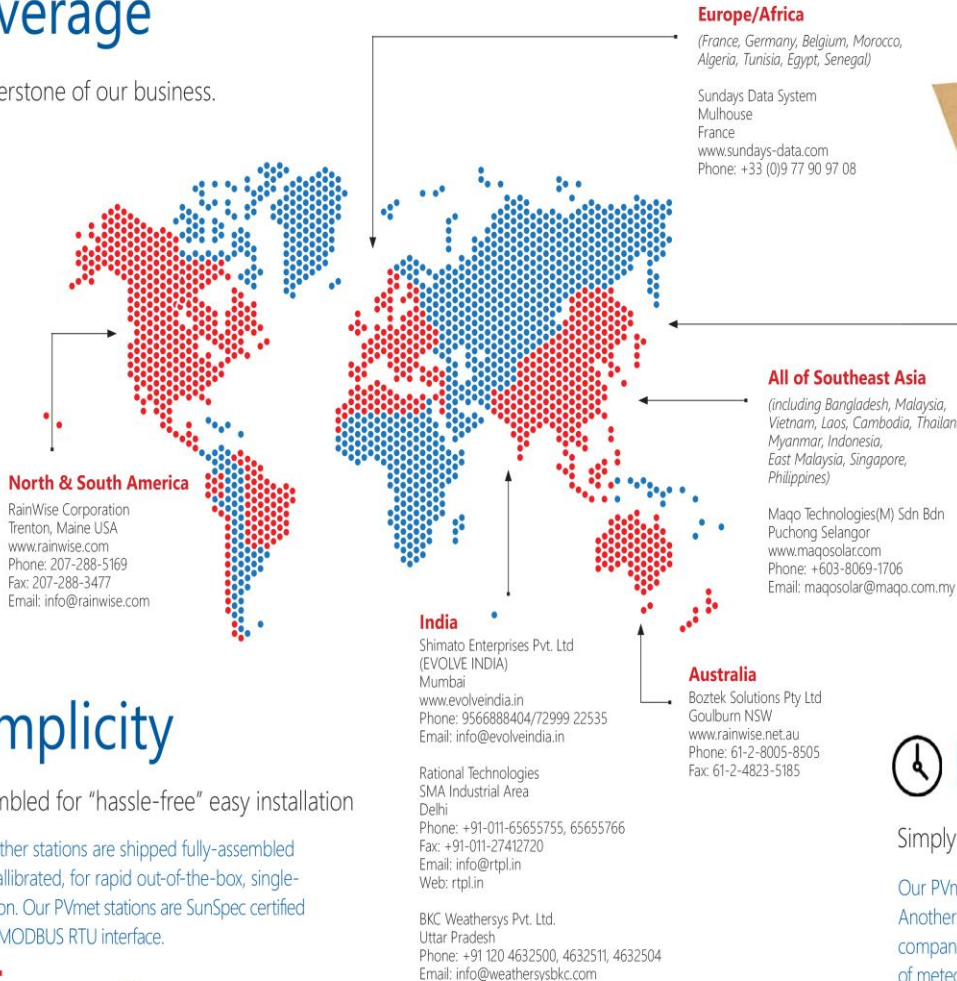 verage
erstone of our business.
Europe/Africa
(France, Germany, Belgium, Morocco,
Algeria, Tunisia, Egypt, Senegal)
Sundays Data System
Mulhouse
France
www.sundays-data.com
Phone: +33 (0)9 77 90 97 08
All of Southeast Asia
(including Bangladesh, Malaysia,
Vietnam, Laos, Cambodia, Thailan
Myanmar, Indonesia,
East Malaysia, Singapore,
Philippines)
Maqo Technologies(M) Sdn Bdn
Puchong Selangor
www.maqosolar.com
Phone: +603-8069-1706
Email: maqosolar@maqo.com.my
North & South America
RainWise Corporation
Trenton, Maine USA
www.rainwise.com
Phone: 207-288-5169
Fax: 207-288-3477
Email: info@rainwise.com
India
Shimato Enterprises Pvt. Ltd
(EVOLVE INDIA)
Mumbai
www.evolveindia.in
Phone: 9566888404/72999 22535
Email: info@evolveindia.in
Rational Technologies
SMA Industrial Area
Delhi
Phone: +91-011-65655755, 65655766
Fax: +91-011-27412720
Email: info@rtpl.in
Web: rtpl.in
BKC Weathersys Pvt. Ltd.
Uttar Pradesh
Phone: +91 120 4632500, 4632511, 4632504
Email: info@weathersysbkc.com
Australia
Boztek Solutions Pty Ltd
Goulburn NSW
www.rainwise.net.au
Phone: 61-2-8005-8505
Fax: 61-2-4823-5185
mplicity
mbled for “hassle-free” easy installation
ther stations are shipped fully-assembled
allibrated, for rapid out-of-the-box, single-
on. Our PVmet stations are SunSpec certified
MODBUS RTU interface.
Simply
Our PVm
Another
compan
of meteo